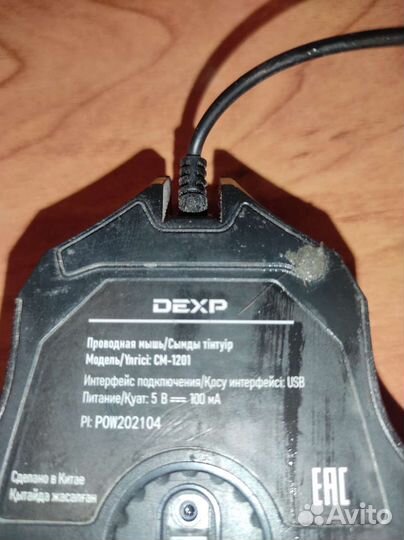 DEXP
Проводная мышь/Сымды тінтуір
Модель/Үлгісі: CM-1201
Интерфейс подключения/Қосу интерфейсі: USB
Питание/Қуат: 5 В ⎓ 100 мА
PI: POW202104
Сделано в Китае
Қытайда жасалған
EAC
Avito